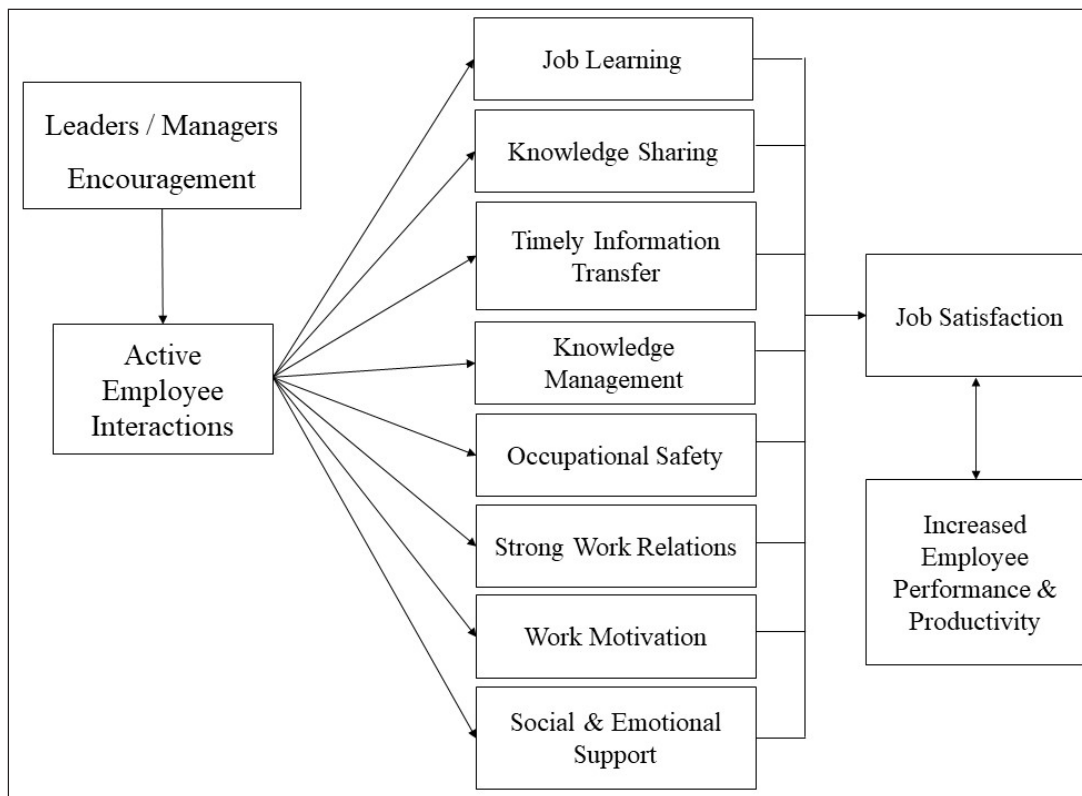 Leaders / Managers
Encouragement
Active
Employee
Interactions
Job Learning
Knowledge Sharing
Timely Information
Transfer
Knowledge
Management
Occupational Safety
Strong Work Relations
Work Motivation
Social & Emotional
Support
Job Satisfaction
Increased
Employee
Performance &
Productivity